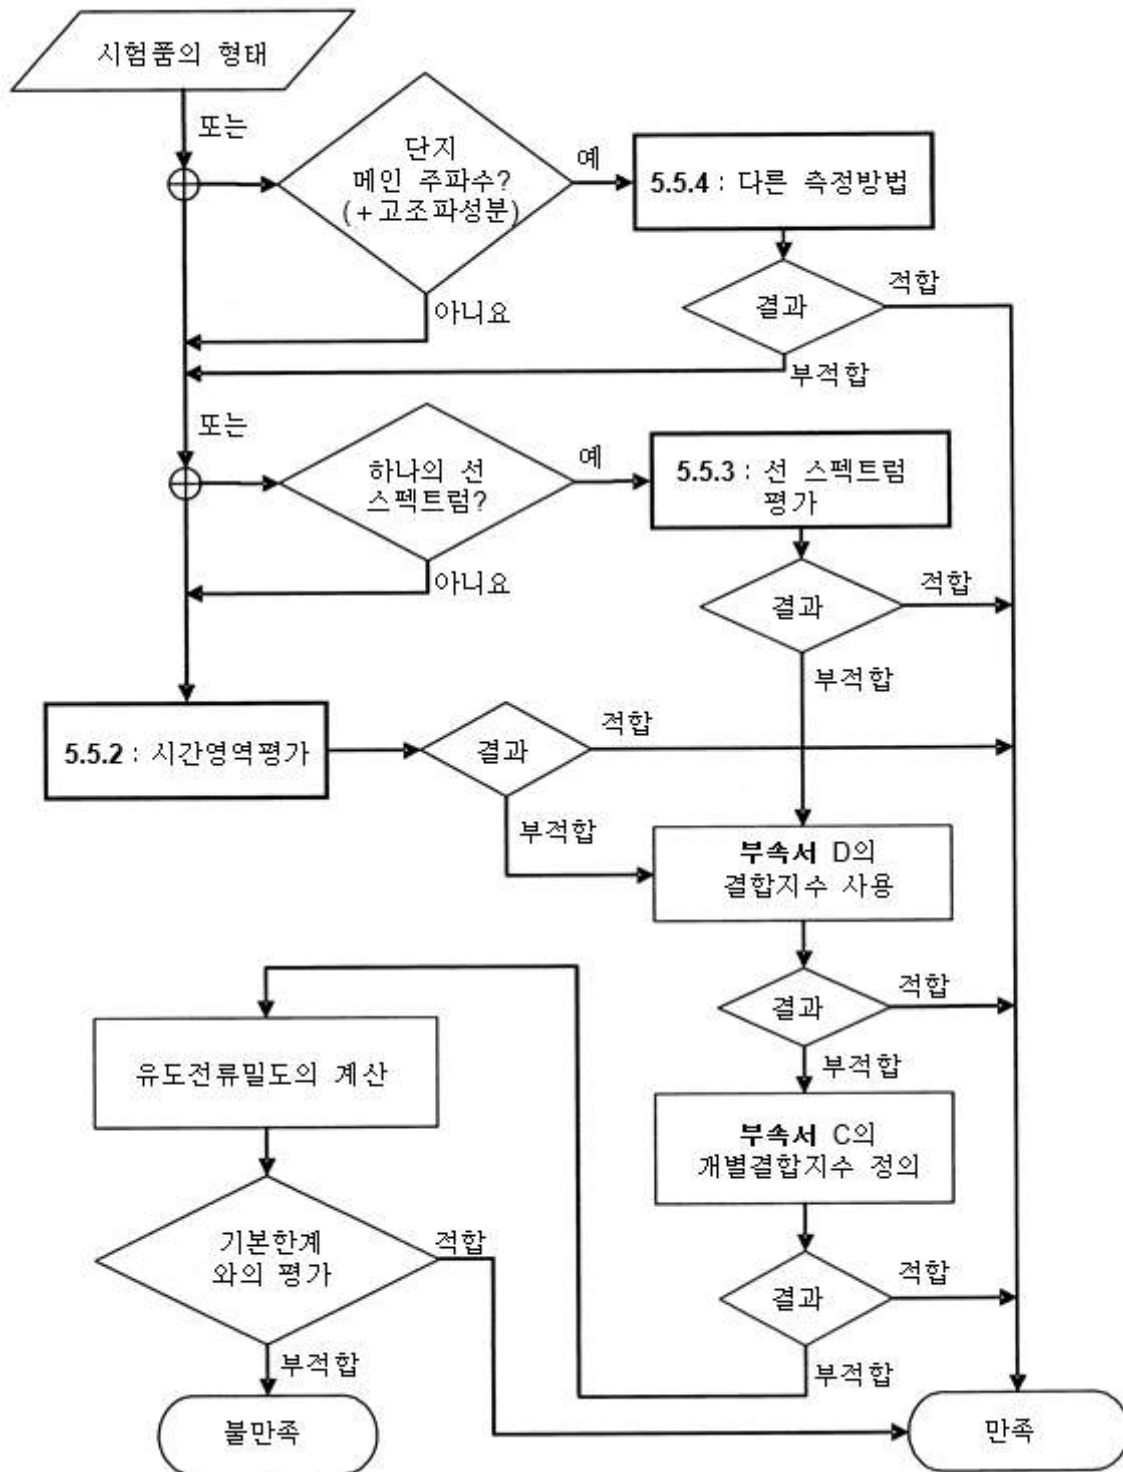 시험품의 형태
또는
단지
메인 주파수?
(+고조파성분)
예
5.5.4 : 다른 측정방법
아니요
결과
적합
부적합
또는
하나의 선
스펙트럼?
예
5.5.3 : 선 스펙트럼
평가
아니요
결과
적합
부적합
5.5.2 : 시간영역평가
결과
적합
부적합
부속서 D의
결합지수 사용
결과
적합
부적합
부속서 C의
개별결합지수 정의
결과
적합
부적합
유도전류밀도의 계산
기본한계
와의 평가
적합
부적합
불만족
만족